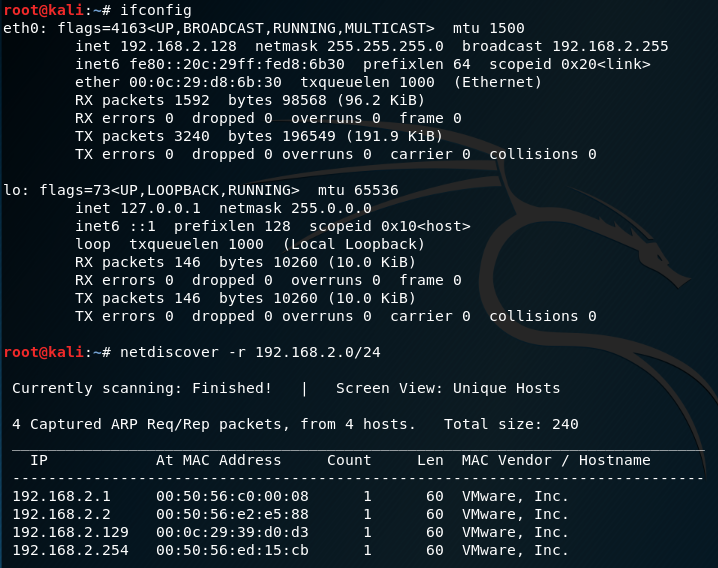 root@kali:~# ifconfig
eth0: flags=4163<UP,BROADCAST,RUNNING,MULTICAST>  mtu 1500
        inet 192.168.2.128  netmask 255.255.255.0  broadcast 192.168.2.255
        inet6 fe80::20c:29ff:fed8:6b30  prefixlen 64  scopeid 0x20<link>
        ether 00:0c:29:d8:6b:30  txqueuelen 1000  (Ethernet)
        RX packets 1592  bytes 98568 (96.2 KiB)
        RX errors 0  dropped 0  overruns 0  frame 0
        TX packets 3240  bytes 196549 (191.9 KiB)
        TX errors 0  dropped 0 overruns 0  carrier 0  collisions 0

lo: flags=73<UP,LOOPBACK,RUNNING>  mtu 65536
        inet 127.0.0.1  netmask 255.0.0.0
        inet6 ::1  prefixlen 128  scopeid 0x10<host>
        loop  txqueuelen 1000  (Local Loopback)
        RX packets 146  bytes 10260 (10.0 KiB)
        RX errors 0  dropped 0  overruns 0  frame 0
        TX packets 146  bytes 10260 (10.0 KiB)
        TX errors 0  dropped 0 overruns 0  carrier 0  collisions 0

root@kali:~# netdiscover -r 192.168.2.0/24

 Currently scanning: Finished!   |   Screen View: Unique Hosts

 4 Captured ARP Req/Rep packets, from 4 hosts.   Total size: 240
 _____________________________________________________________________________
   IP            At MAC Address     Count     Len  MAC Vendor / Hostname
 -----------------------------------------------------------------------------
 192.168.2.1     00:50:56:c0:00:08      1      60  VMware, Inc.
 192.168.2.2     00:50:56:e2:e5:88      1      60  VMware, Inc.
 192.168.2.129   00:0c:29:39:d0:d3      1      60  VMware, Inc.
 192.168.2.254   00:50:56:ed:15:cb      1      60  VMware, Inc.